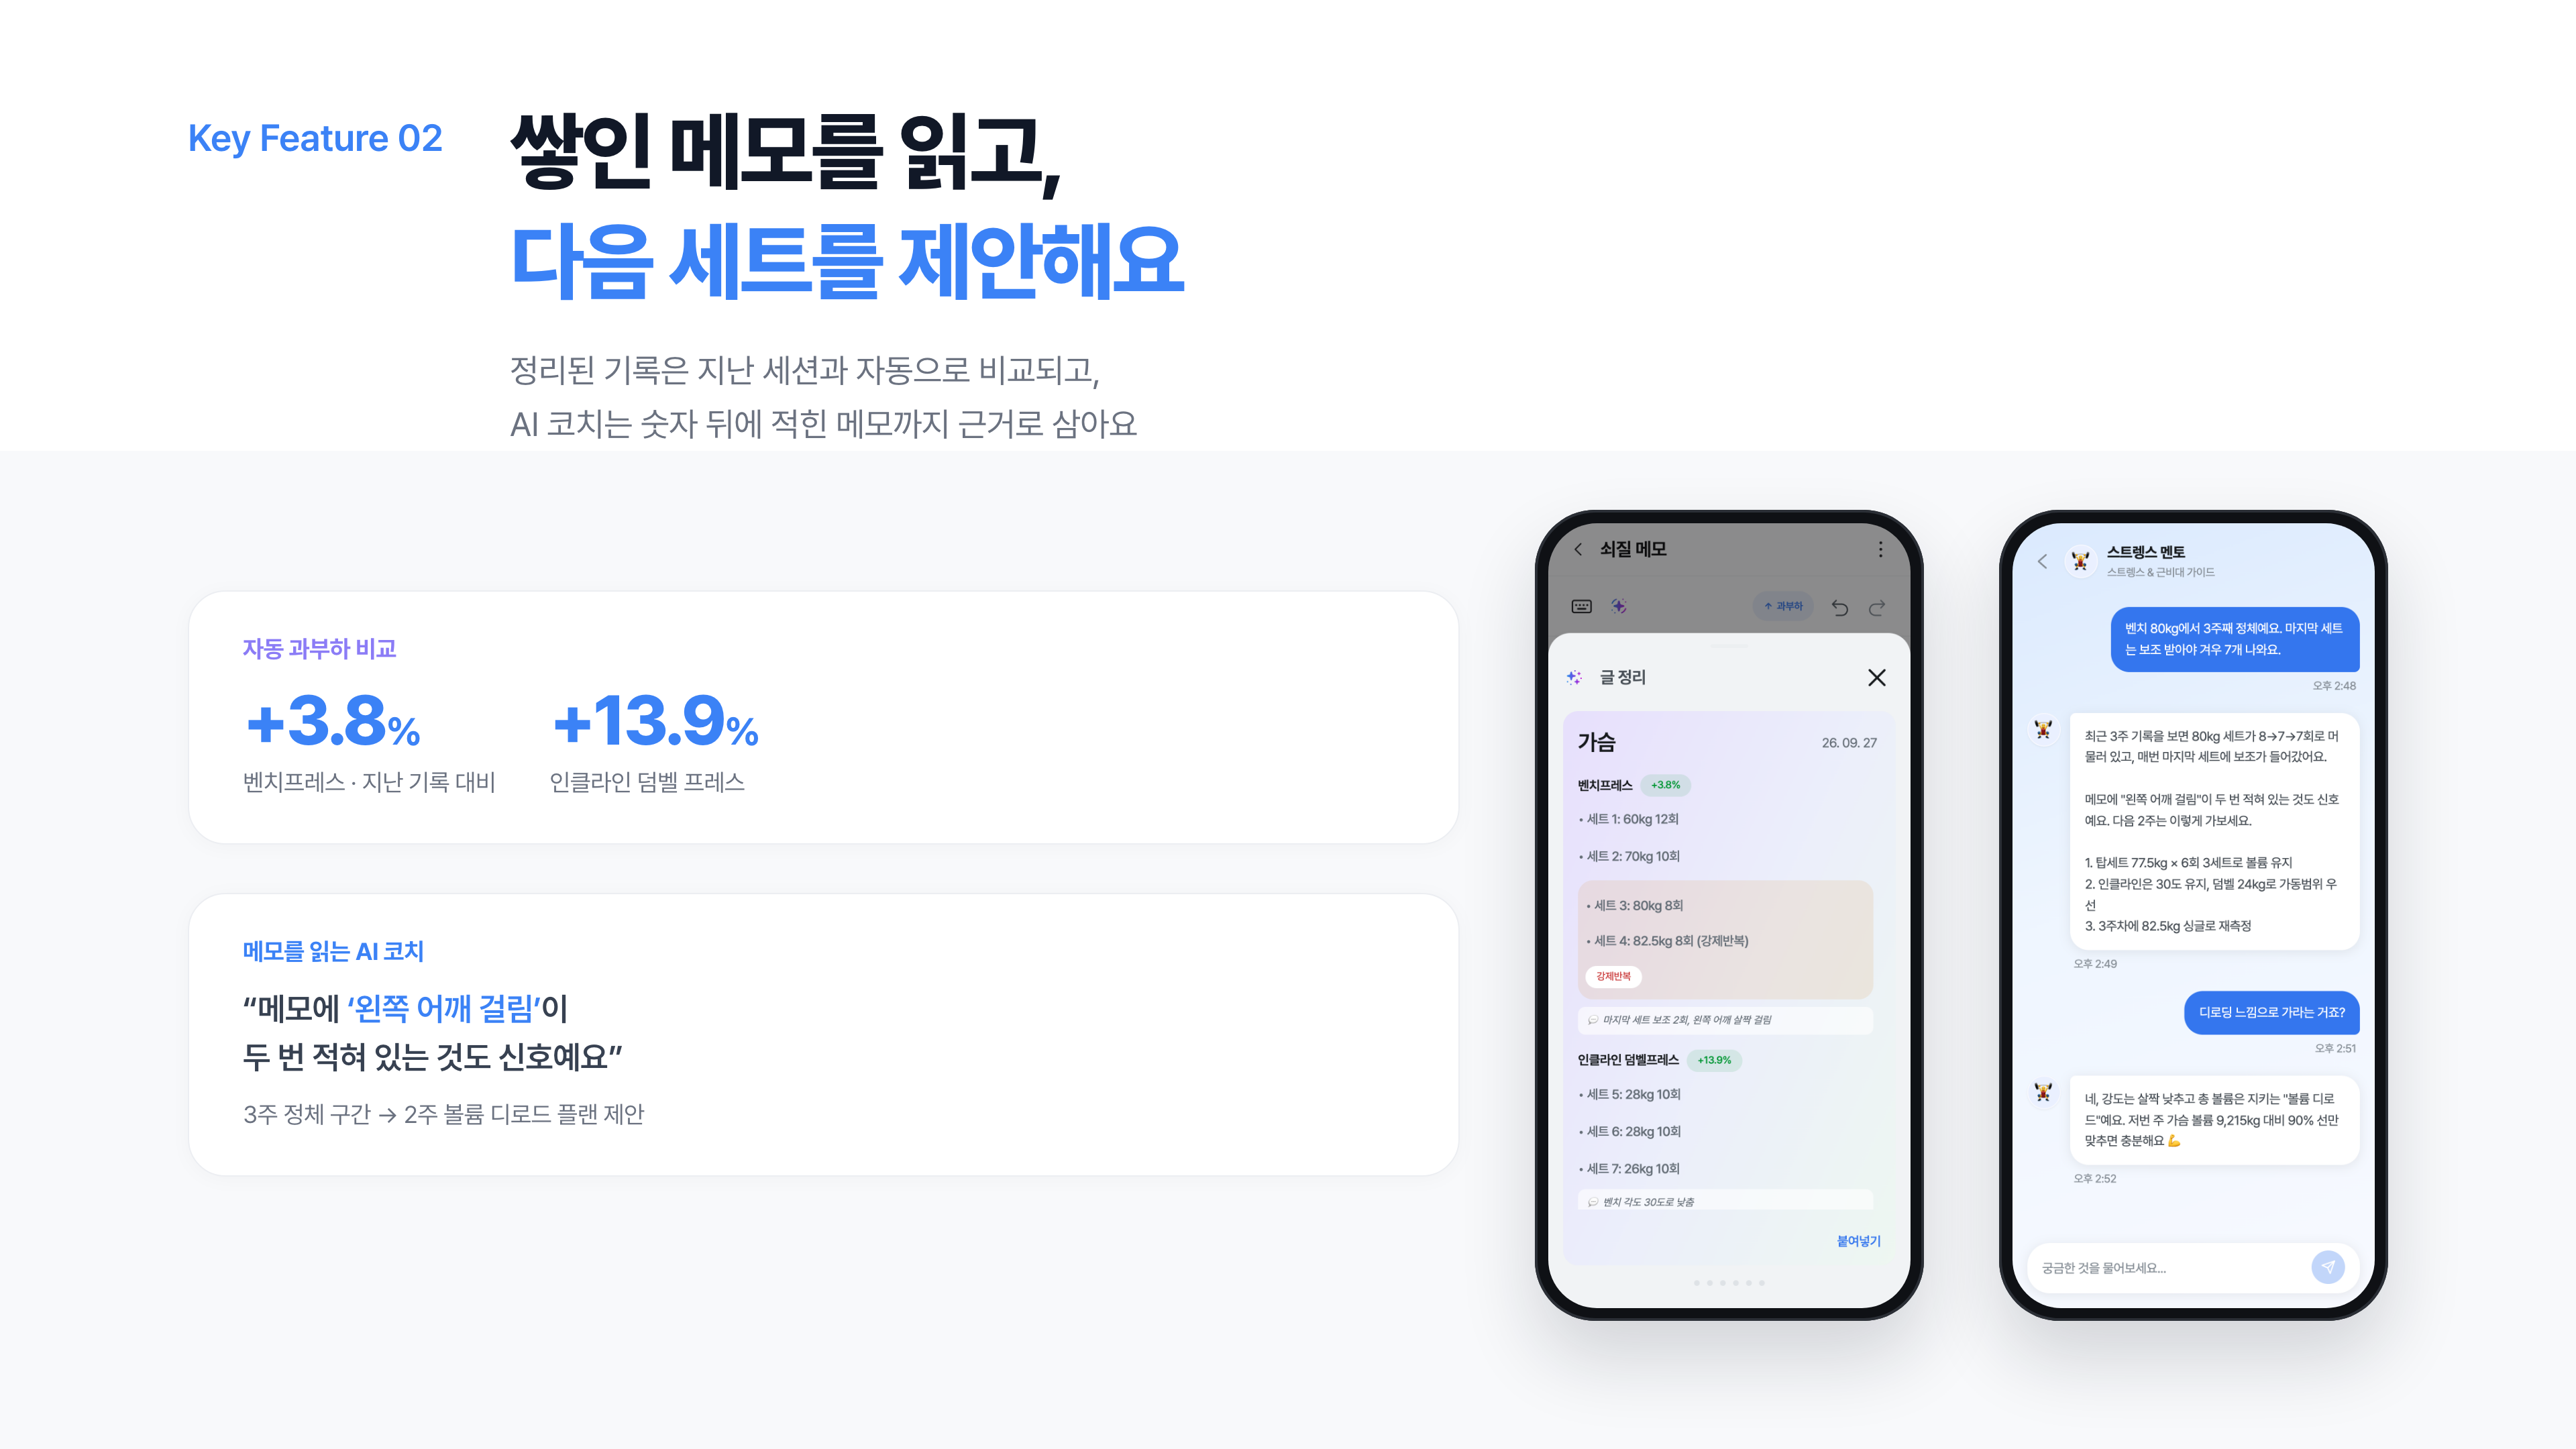 Key Feature 02
쌓인 메모를 읽고,
다음 세트를 제안해요
정리된 기록은 지난 세션과 자동으로 비교되고,
AI 코치는 숫자 뒤에 적힌 메모까지 근거로 삼아요
자동 과부하 비교
+3.8%
벤치프레스 · 지난 기록 대비
+13.9%
인클라인 덤벨 프레스
메모를 읽는 AI 코치
“메모에 ‘왼쪽 어깨 걸림’이
두 번 적혀 있는 것도 신호예요”
3주 정체 구간 → 2주 볼륨 디로드 플랜 제안
쇠질 메모
↑ 과부하
글 정리
가슴
26. 09. 27
벤치프레스 +3.8%
• 세트 1: 60kg 12회
• 세트 2: 70kg 10회
• 세트 3: 80kg 8회
• 세트 4: 82.5kg 8회 (강제반복)
강제반복
💬 마지막 세트 보조 2회, 왼쪽 어깨 살짝 걸림
인클라인 덤벨프레스 +13.9%
• 세트 5: 28kg 10회
• 세트 6: 28kg 10회
• 세트 7: 26kg 10회
💬 벤치 각도 30도로 낮춤
붙여넣기
스트렝스 멘토
스트렝스 & 근비대 가이드
벤치 80kg에서 3주째 정체예요. 마지막 세트
는 보조 받아야 겨우 7개 나와요.
오후 2:48
최근 3주 기록을 보면 80kg 세트가 8→7→7회로 머
물러 있고, 매번 마지막 세트에 보조가 들어갔어요.
메모에 "왼쪽 어깨 걸림"이 두 번 적혀 있는 것도 신호
예요. 다음 2주는 이렇게 가보세요.
1. 탑세트 77.5kg × 6회 3세트로 볼륨 유지
2. 인클라인은 30도 유지, 덤벨 24kg로 가동범위 우
선
3. 3주차에 82.5kg 싱글로 재측정
오후 2:49
디로딩 느낌으로 가라는 거죠?
오후 2:51
네, 강도는 살짝 낮추고 총 볼륨은 지키는 "볼륨 디로
드"예요. 저번 주 가슴 볼륨 9,215kg 대비 90% 선만
맞추면 충분해요 💪
오후 2:52
궁금한 것을 물어보세요...